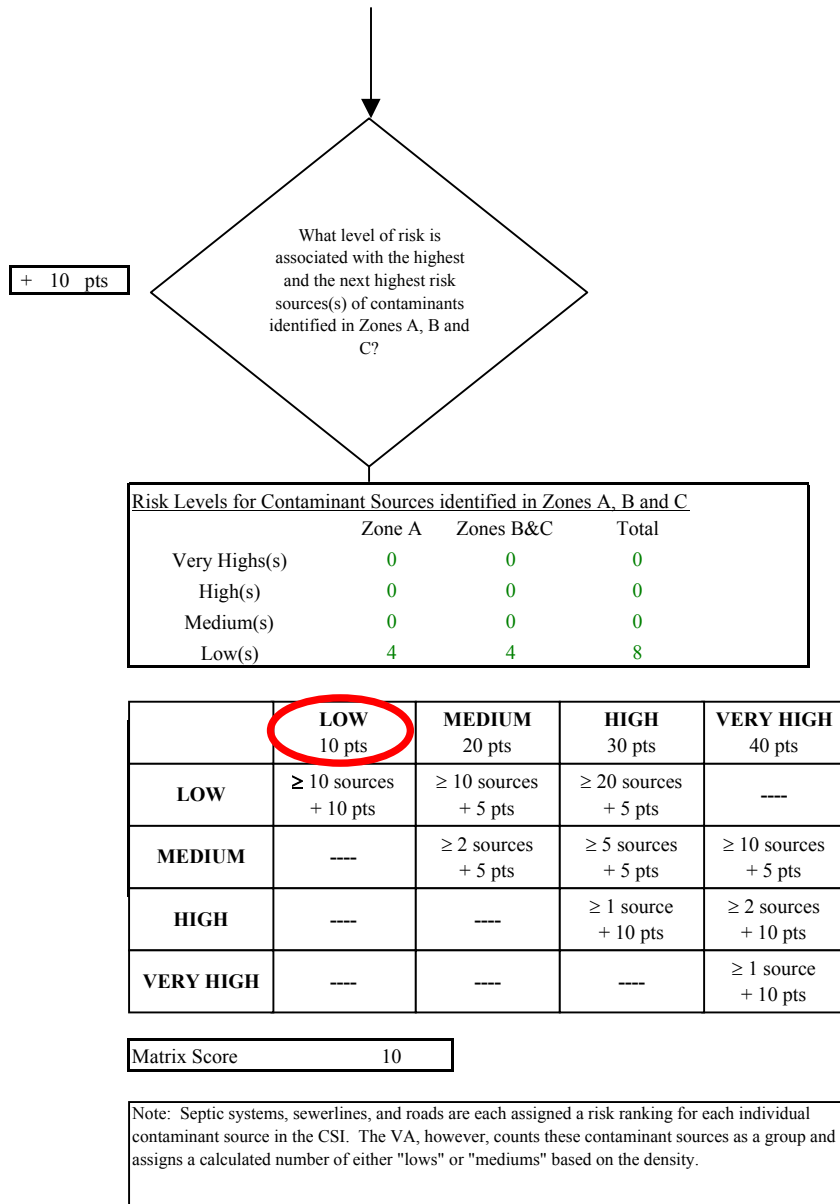 What level of risk is
associated with the highest
and the next highest risk
sources(s) of contaminants
identified in Zones A, B and
C?
+ 10 pts
Risk Levels for Contaminant Sources identified in Zones A, B and C
Zone A Zones B&C Total
Very Highs(s) 0 0 0
High(s) 0 0 0
Medium(s) 0 0 0
Low(s) 4 4 8
LOW MEDIUM HIGH VERY HIGH
10 pts 20 pts 30 pts 40 pts
LOW ≥ 10 sources ≥ 10 sources ≥ 20 sources ----
+ 10 pts + 5 pts + 5 pts
MEDIUM ---- ≥ 2 sources ≥ 5 sources ≥ 10 sources
+ 5 pts + 5 pts + 5 pts
HIGH ---- ---- ≥ 1 source ≥ 2 sources
+ 10 pts + 10 pts
VERY HIGH ---- ---- ---- ≥ 1 source
+ 10 pts
Matrix Score 10
Note: Septic systems, sewerlines, and roads are each assigned a risk ranking for each individual
contaminant source in the CSI. The VA, however, counts these contaminant sources as a group and
assigns a calculated number of either "lows" or "mediums" based on the density.